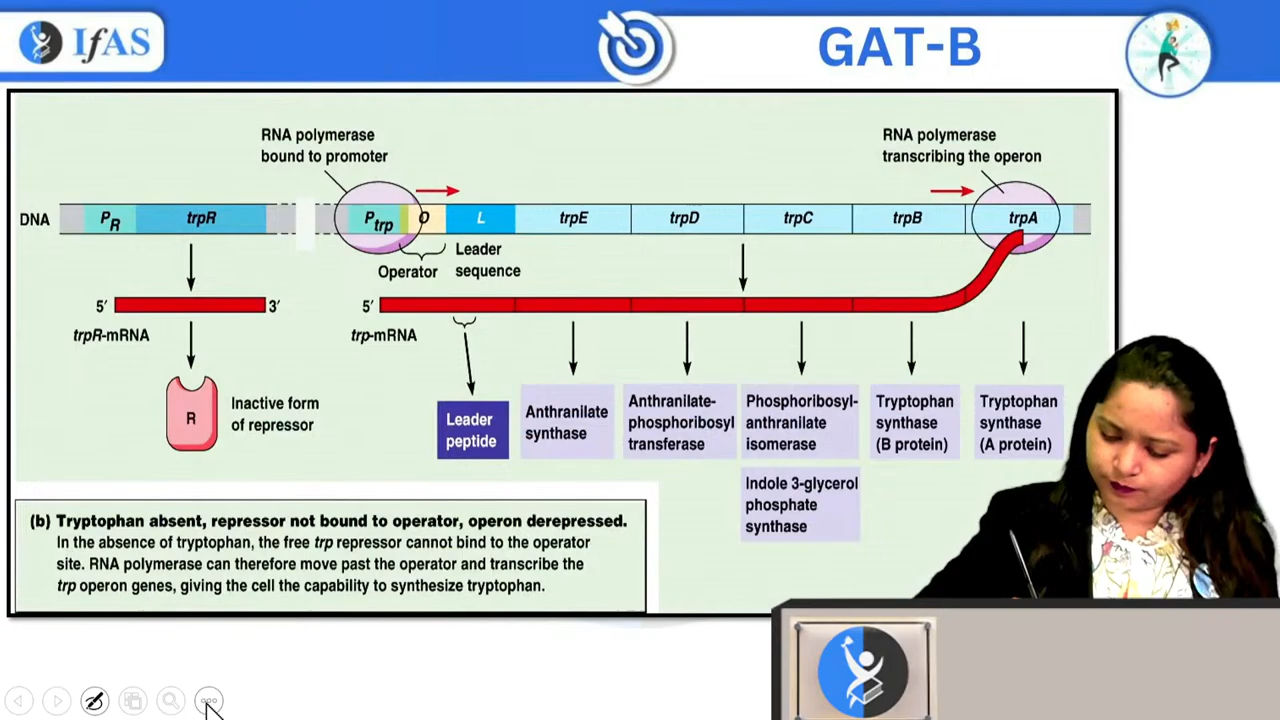 IfAS
GAT-B
RNA polymerase
bound to promoter
RNA polymerase
transcribing the operon
DNA
PR
trpR
Ptrp
O
L
trpE
trpD
trpC
trpB
trpA
Operator
Leader
sequence
5′
3′
5′
trpR-mRNA
trp-mRNA
R
Inactive form
of repressor
Leader
peptide
Anthranilate
synthase
Anthranilate-
phosphoribosyl
transferase
Phosphoribosyl-
anthranilate
isomerase
Tryptophan
synthase
(B protein)
Tryptophan
synthase
(A protein)
Indole 3-glycerol
phosphate
synthase
(b) Tryptophan absent, repressor not bound to operator, operon derepressed.
In the absence of tryptophan, the free trp repressor cannot bind to the operator
site. RNA polymerase can therefore move past the operator and transcribe the
trp operon genes, giving the cell the capability to synthesize tryptophan.